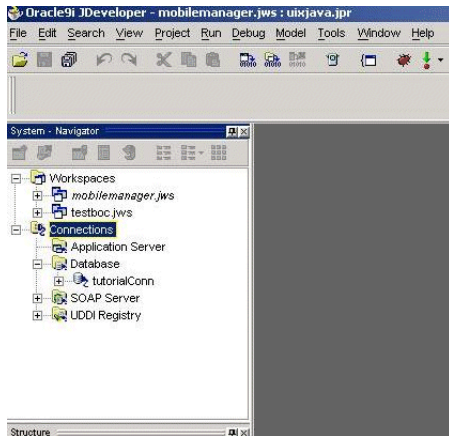 Oracle9i JDeveloper - mobilemanager.jws : uixjava.jpr
File Edit Search View Project Run Debug Model Tools Window Help
System - Navigator
Workspaces
mobilemanager.jws
testboc.jws
Connections
Application Server
Database
tutorialConn
SOAP Server
UDDI Registry
Structure